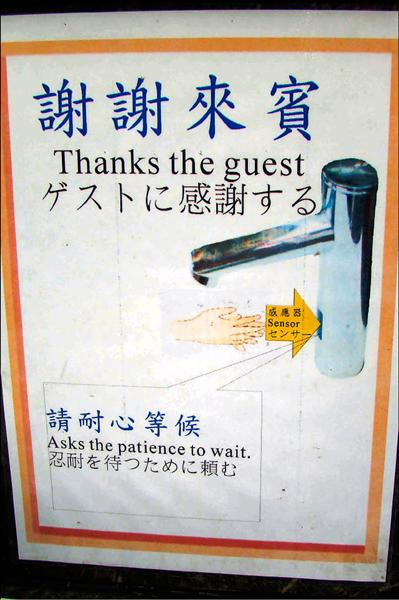 謝謝來賓
Thanks the guest
ゲストに感謝する
感應器
Sensor
センサー
請耐心等候
Asks the patience to wait.
忍耐を待つために頼む